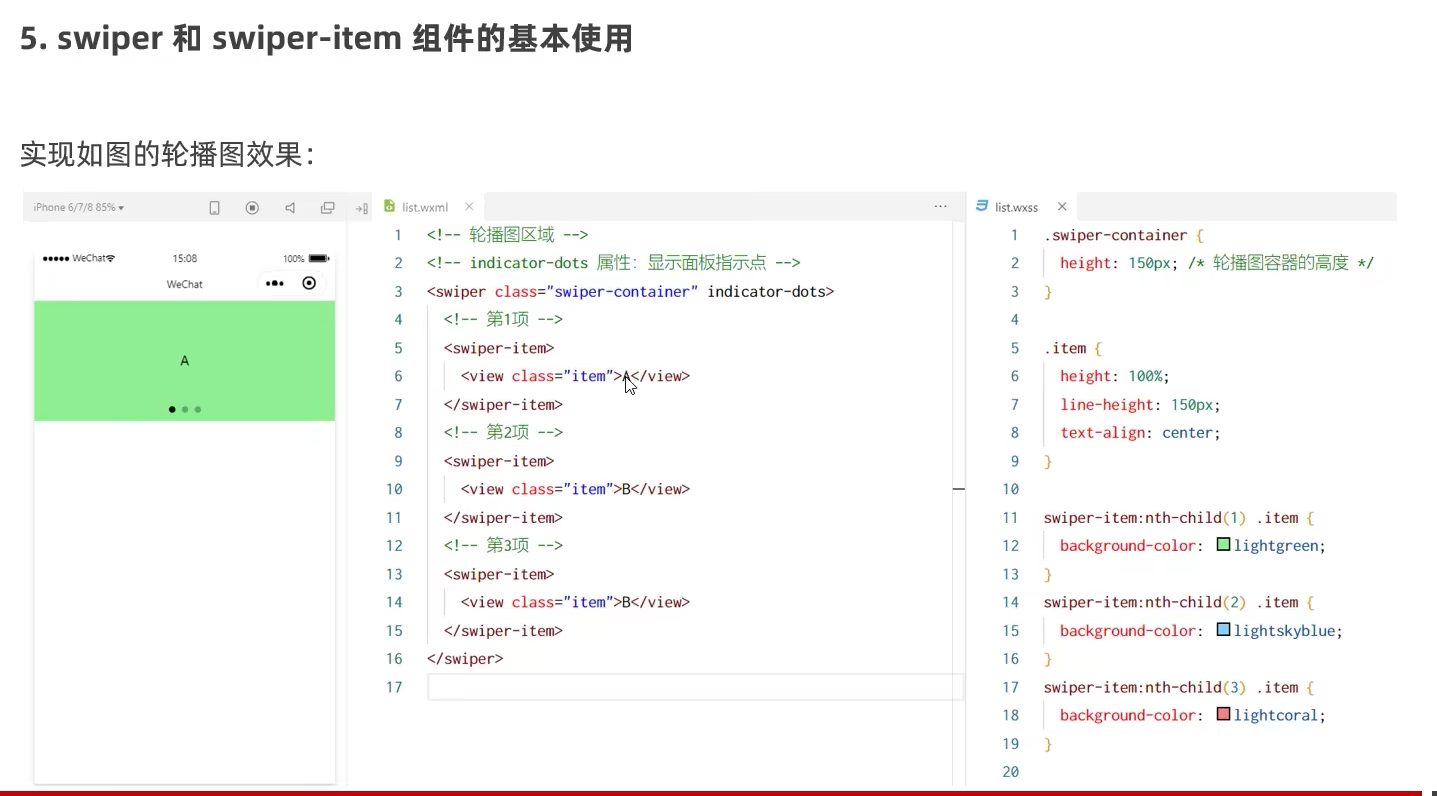 5. swiper 和 swiper-item 组件的基本使用
实现如图的轮播图效果：
iPhone 6/7/8 85%
WeChat
15:08
100%
WeChat
A
list.wxml
1 <!-- 轮播图区域 -->
2 <!-- indicator-dots 属性：显示面板指示点 -->
3 <swiper class="swiper-container" indicator-dots>
4 <!-- 第1项 -->
5 <swiper-item>
6 <view class="item">A</view>
7 </swiper-item>
8 <!-- 第2项 -->
9 <swiper-item>
10 <view class="item">B</view>
11 </swiper-item>
12 <!-- 第3项 -->
13 <swiper-item>
14 <view class="item">B</view>
15 </swiper-item>
16 </swiper>
17
list.wxss
1 .swiper-container {
2 height: 150px; /* 轮播图容器的高度 */
3 }
4
5 .item {
6 height: 100%;
7 line-height: 150px;
8 text-align: center;
9 }
10
11 swiper-item:nth-child(1) .item {
12 background-color: lightgreen;
13 }
14 swiper-item:nth-child(2) .item {
15 background-color: lightskyblue;
16 }
17 swiper-item:nth-child(3) .item {
18 background-color: lightcoral;
19 }
20